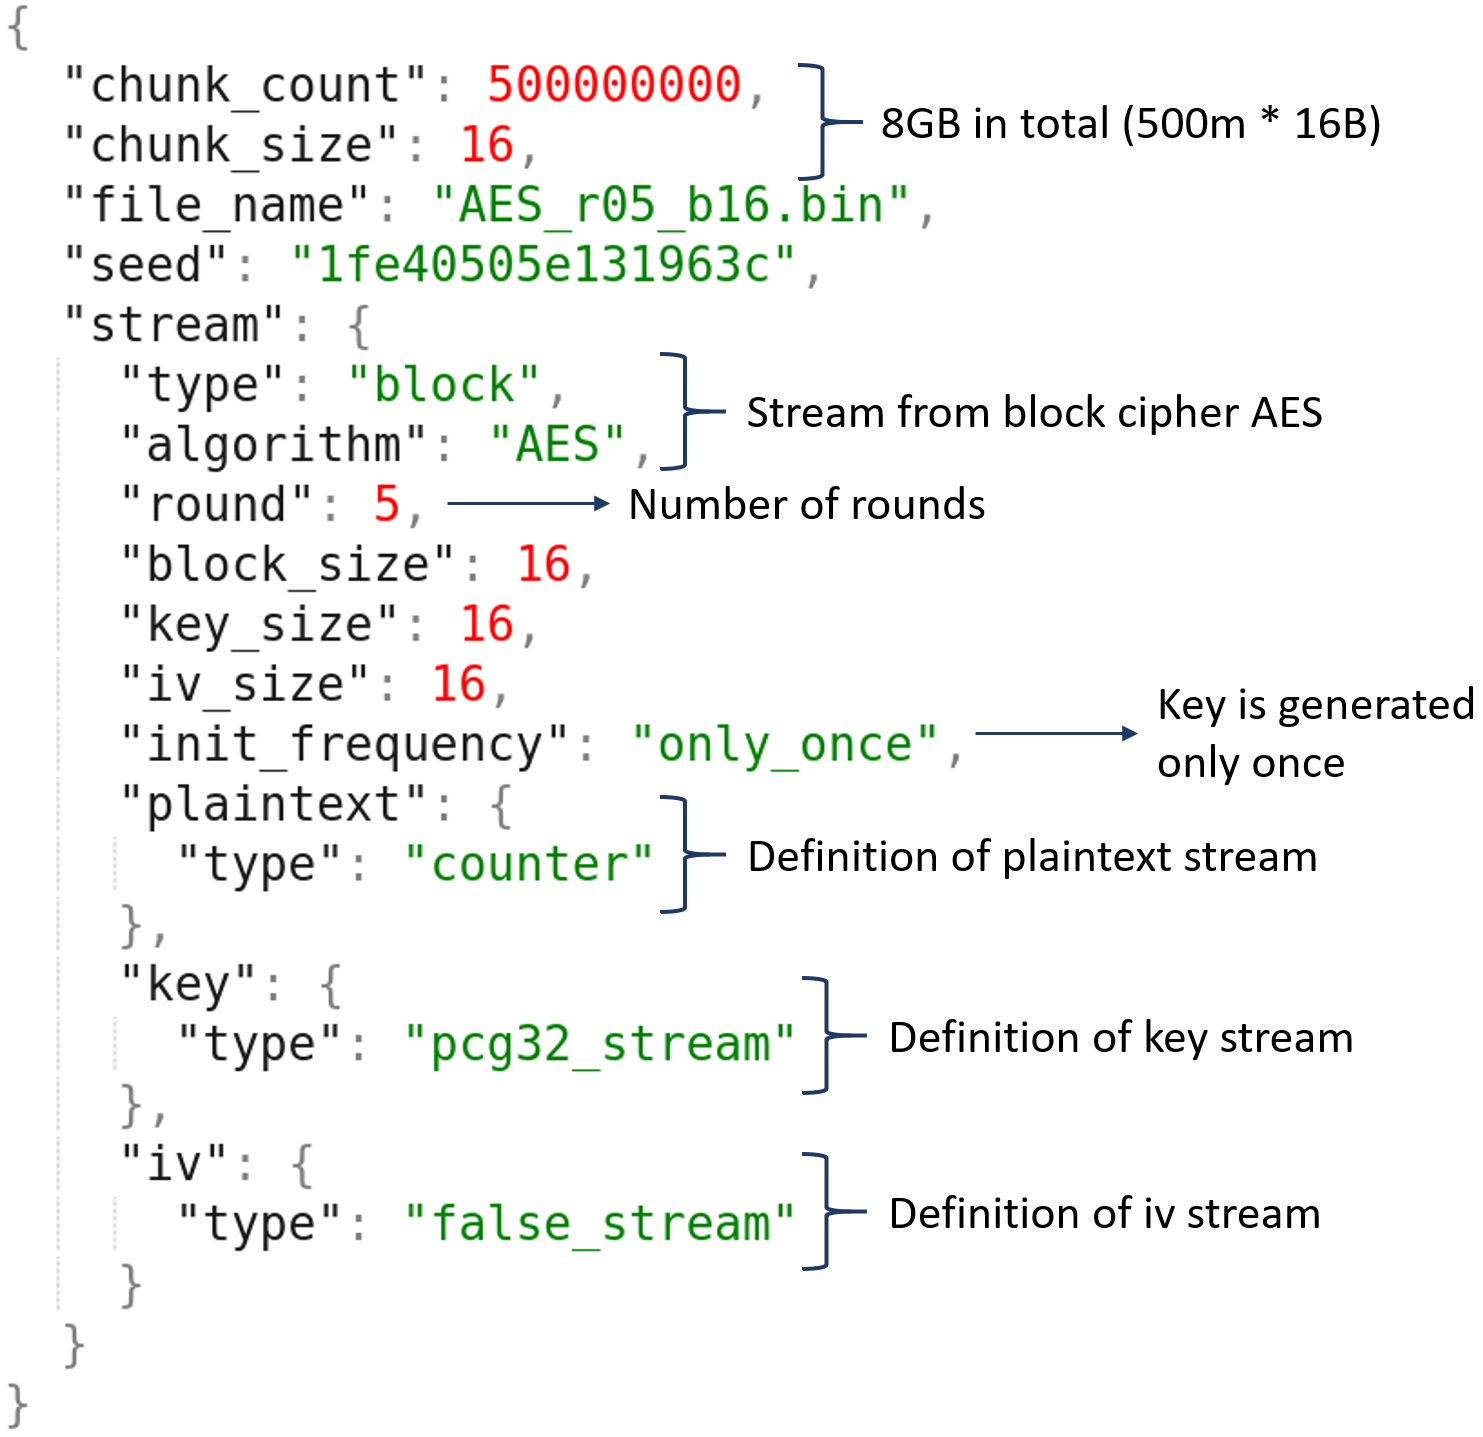 {
"chunk_count": 500000000,
"chunk_size": 16,
8GB in total (500m * 16B)
"file_name": "AES_r05_b16.bin",
"seed": "1fe40505e131963c",
"stream": {
"type": "block",
"algorithm": "AES",
Stream from block cipher AES
"round": 5,
Number of rounds
"block_size": 16,
"key_size": 16,
"iv_size": 16,
"init_frequency": "only_once",
Key is generated
only once
"plaintext": {
"type": "counter"
Definition of plaintext stream
},
"key": {
"type": "pcg32_stream"
Definition of key stream
},
"iv": {
"type": "false_stream"
Definition of iv stream
}
}
}